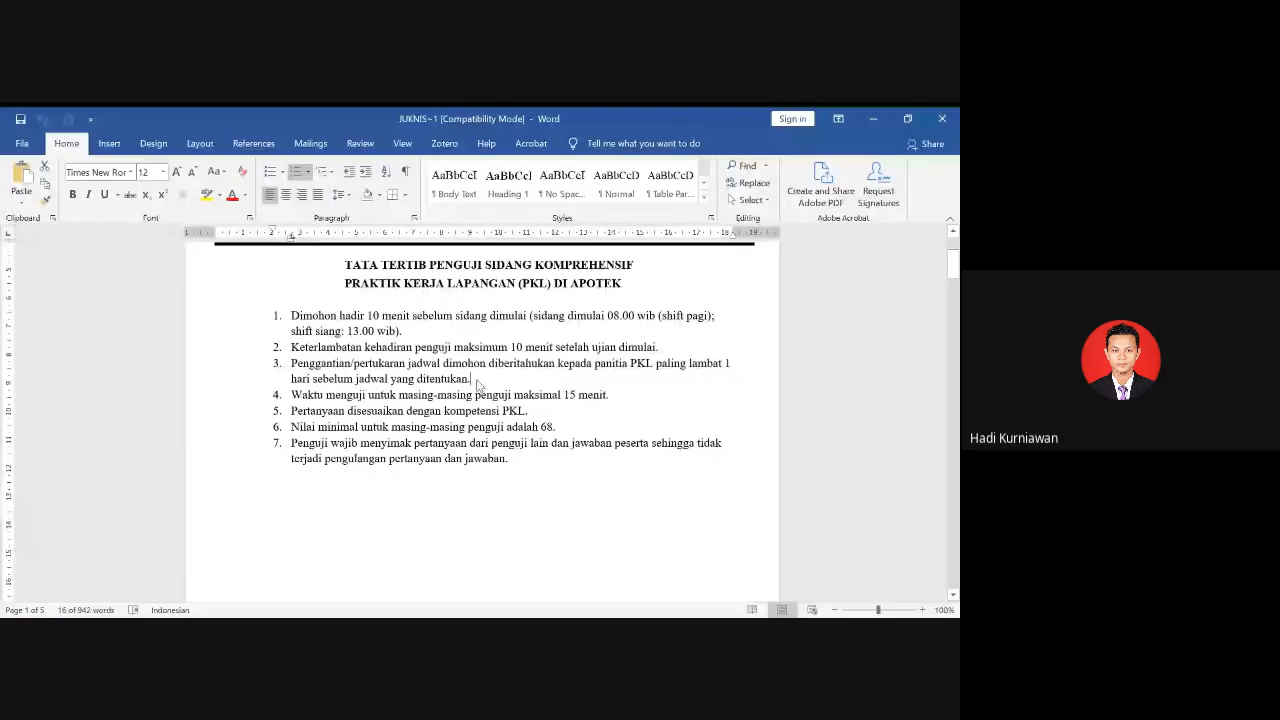 JUKNIS~1 [Compatibility Mode] - Word
Sign in
File Home Insert Design Layout References Mailings Review View Zotero Help Acrobat Tell me what you want to do Share
Paste
Clipboard
Times New Ror 12
B I U
Font
Paragraph
AaBbCcI AaBbCcI AaBbCcI AaBbCcD AaBbCcD
¶ Body Text Heading 1 ¶ No Spac... ¶ Normal ¶ Table Par...
Styles
Find
Replace
Select
Editing
Create and Share
Adobe PDF
Request
Signatures
Adobe Acrobat
TATA TERTIB PENGUJI SIDANG KOMPREHENSIF
PRAKTIK KERJA LAPANGAN (PKL) DI APOTEK
1. Dimohon hadir 10 menit sebelum sidang dimulai (sidang dimulai 08.00 wib (shift pagi);
shift siang: 13.00 wib).
2. Keterlambatan kehadiran penguji maksimum 10 menit setelah ujian dimulai.
3. Penggantian/pertukaran jadwal dimohon diberitahukan kepada panitia PKL paling lambat 1
hari sebelum jadwal yang ditentukan.
4. Waktu menguji untuk masing-masing penguji maksimal 15 menit.
5. Pertanyaan disesuaikan dengan kompetensi PKL.
6. Nilai minimal untuk masing-masing penguji adalah 68.
7. Penguji wajib menyimak pertanyaan dari penguji lain dan jawaban peserta sehingga tidak
terjadi pengulangan pertanyaan dan jawaban.
Page 1 of 5 16 of 942 words Indonesian 100%
Hadi Kurniawan